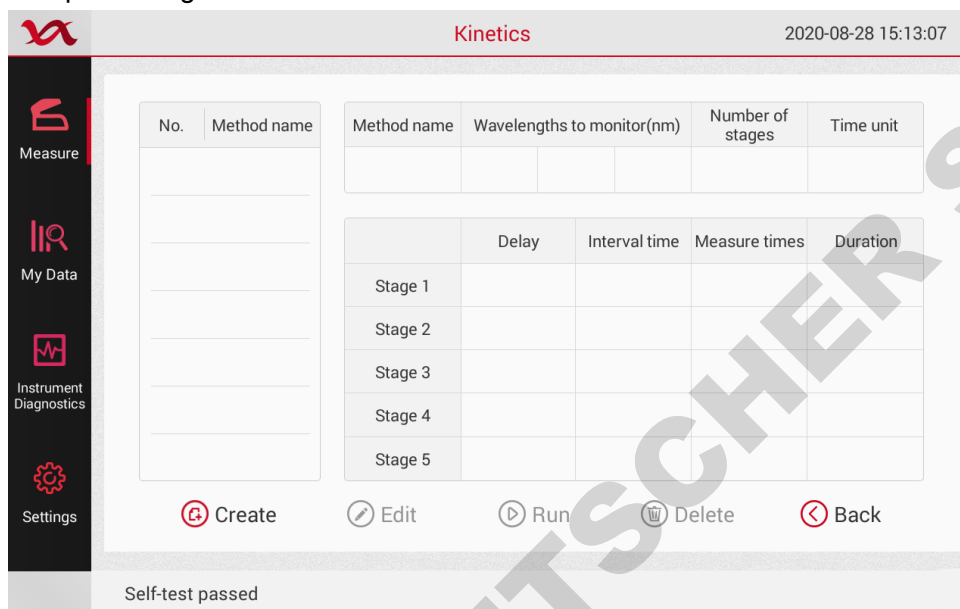 Kinetics
2020-08-28 15:13:07
Measure
My Data
Instrument
Diagnostics
Settings
No. Method name
Method name Wavelengths to monitor(nm) Number of
stages Time unit
Delay Interval time Measure times Duration
Stage 1
Stage 2
Stage 3
Stage 4
Stage 5
Create Edit Run Delete Back
Self-test passed